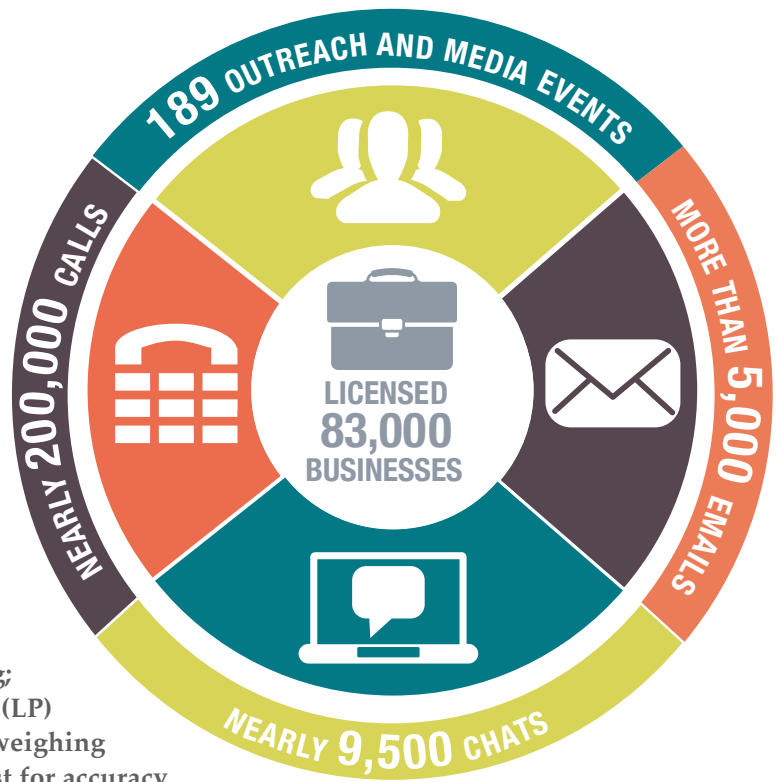 189 OUTREACH AND MEDIA EVENTS
MORE THAN 5,000 EMAILS
NEARLY 9,500 CHATS
NEARLY 200,000 CALLS
LICENSED
83,000
BUSINESSES
(LP)
weighing
for accuracy